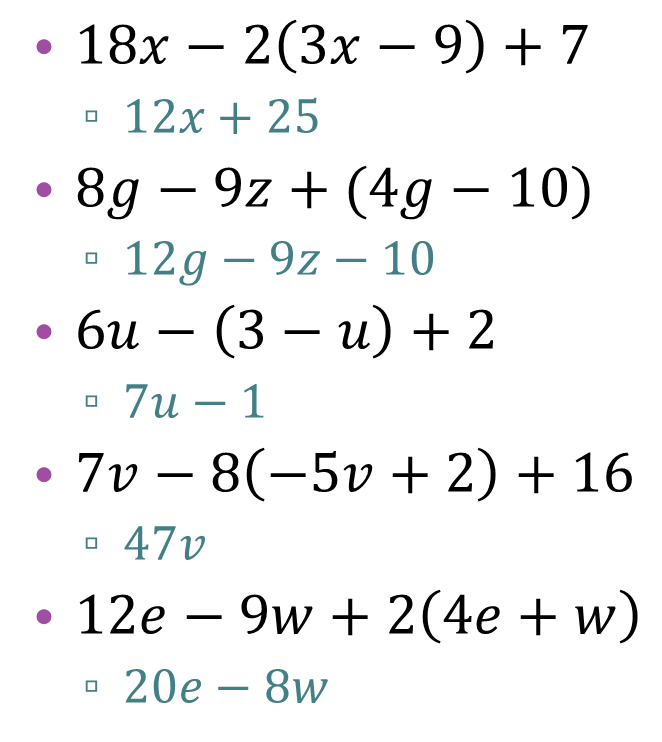 • 18x − 2(3x − 9) + 7
▫ 12x + 25
• 8g − 9z + (4g − 10)
▫ 12g − 9z − 10
• 6u − (3 − u) + 2
▫ 7u − 1
• 7v − 8(−5v + 2) + 16
▫ 47v
• 12e − 9w + 2(4e + w)
▫ 20e − 8w